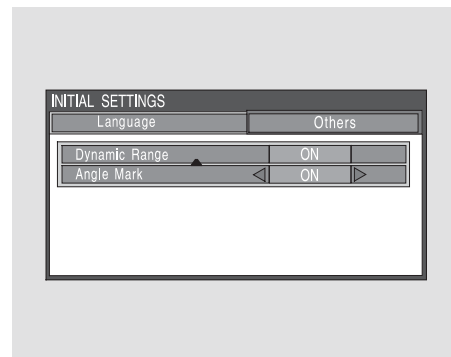 INITIAL SETTINGS
Language Others
Dynamic Range ON
Angle Mark ON